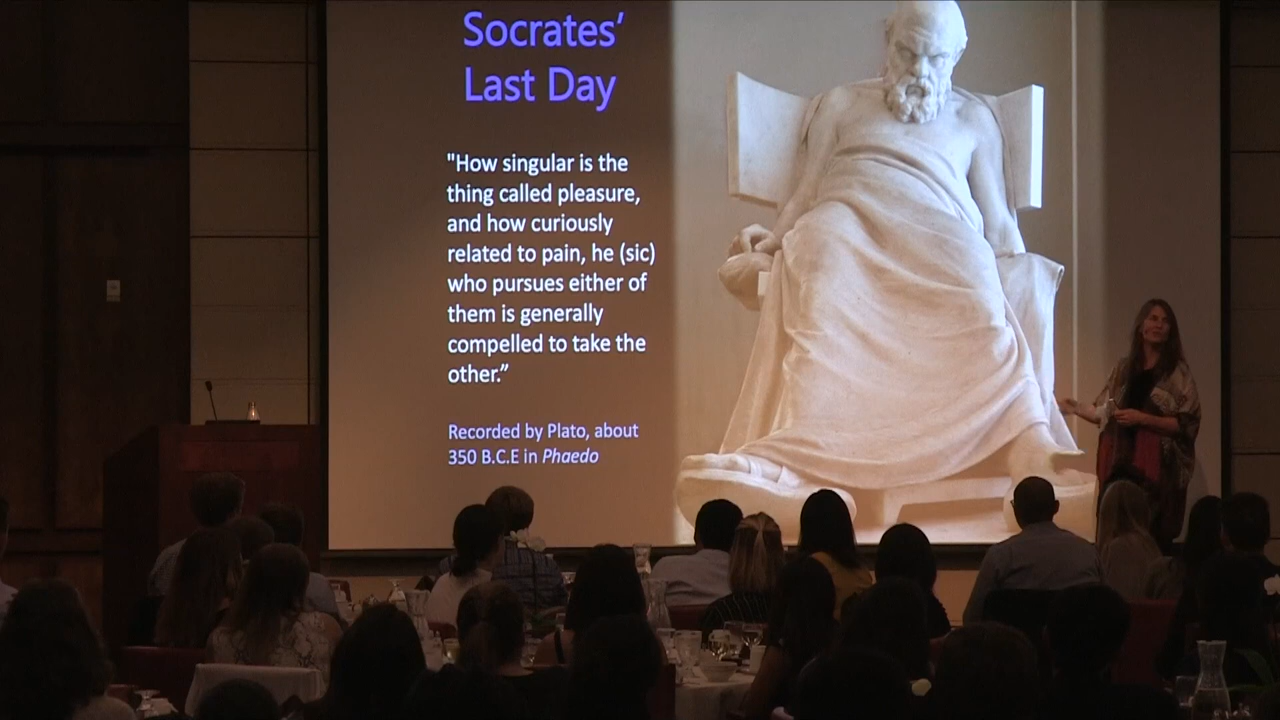 Socrates’
Last Day
"How singular is the
thing called pleasure,
and how curiously
related to pain, he (sic)
who pursues either of
them is generally
compelled to take the
other.”
Recorded by Plato, about
350 B.C.E in Phaedo